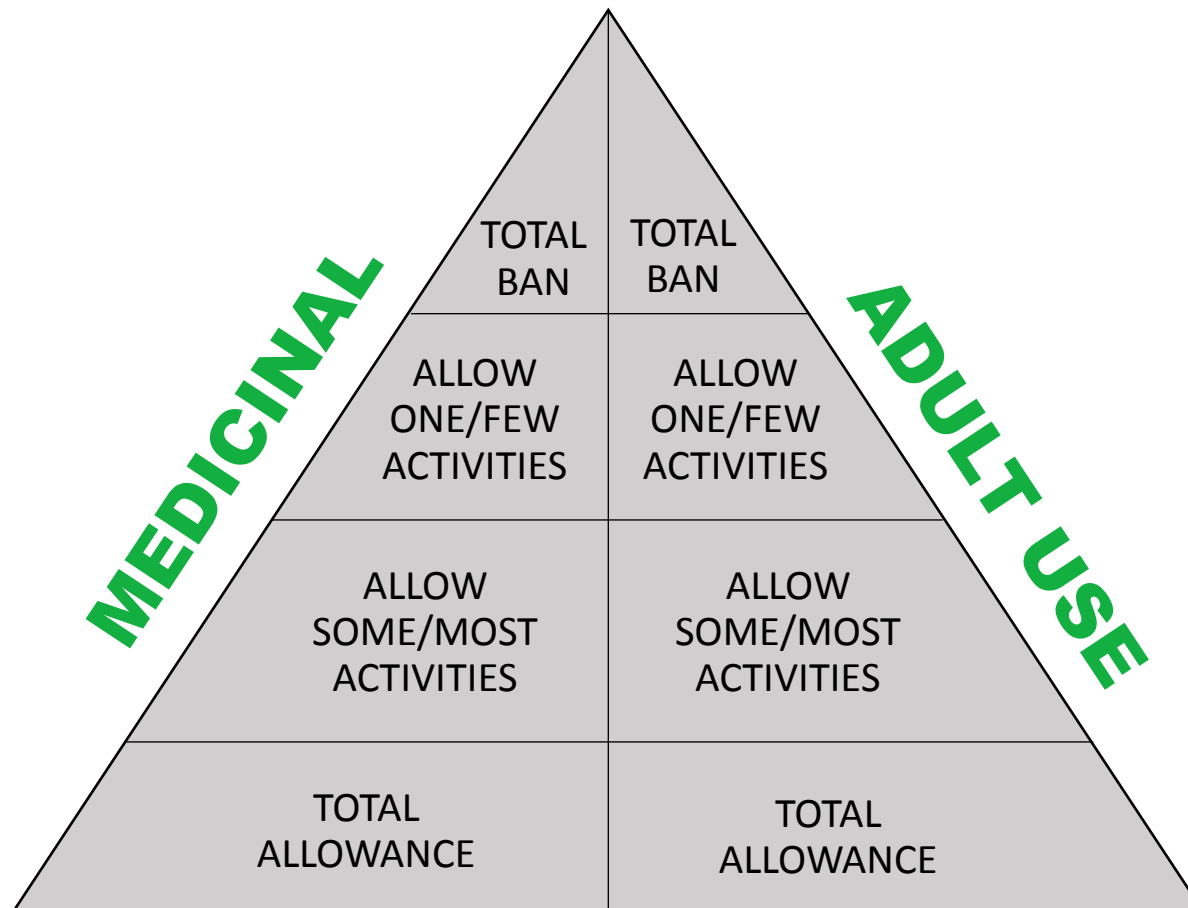 MEDICINAL
ADULT USE
TOTAL
BAN
TOTAL
BAN
ALLOW
ONE/FEW
ACTIVITIES
ALLOW
ONE/FEW
ACTIVITIES
ALLOW
SOME/MOST
ACTIVITIES
ALLOW
SOME/MOST
ACTIVITIES
TOTAL
ALLOWANCE
TOTAL
ALLOWANCE